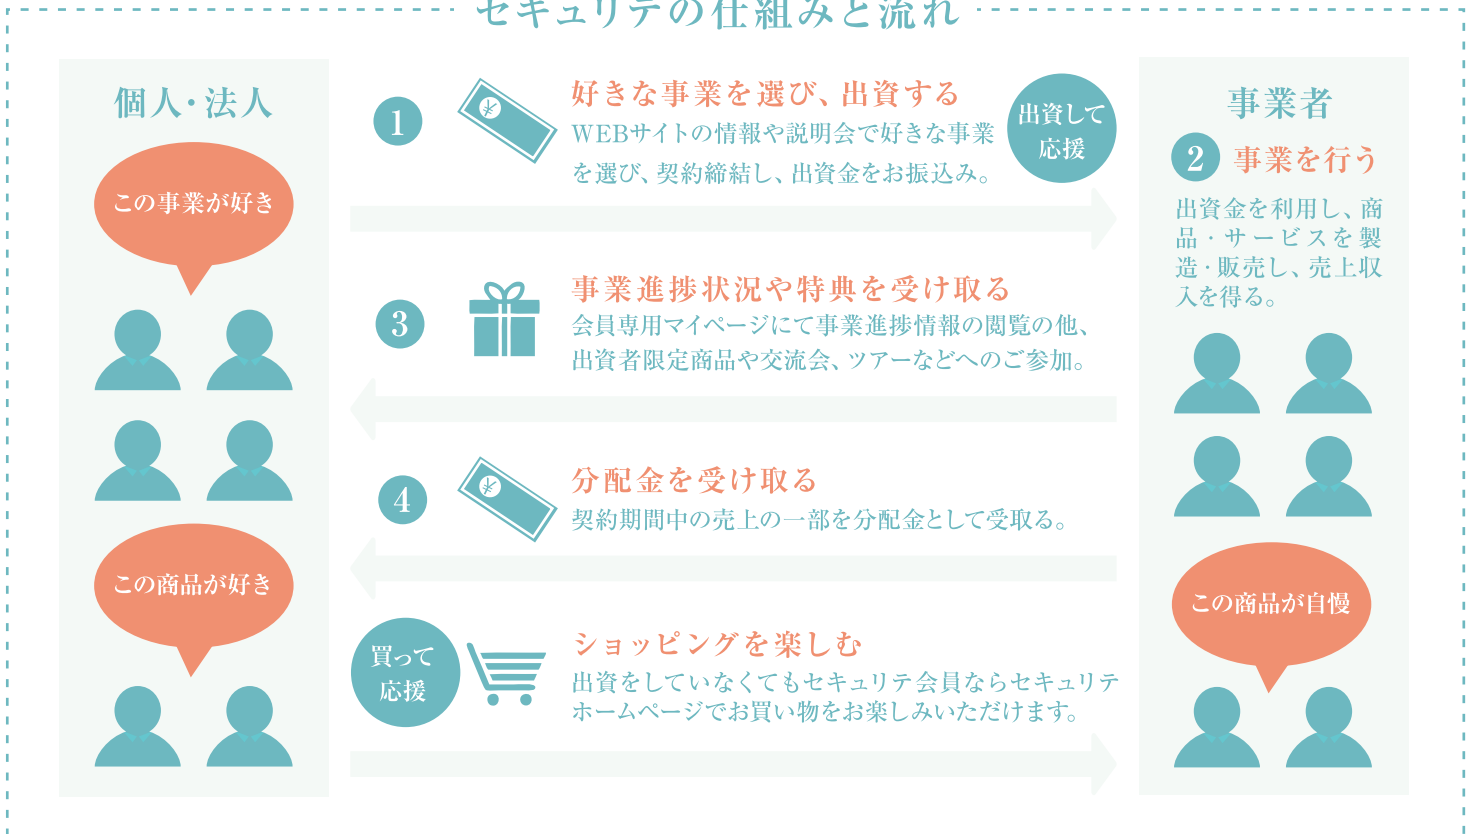 セキュリテの仕組みと流れ
個人・法人
この事業が好き
この商品が好き
1
好きな事業を選び、出資する
WEBサイトの情報や説明会で好きな事業
を選び、契約締結し、出資金をお振込み。
出資して
応援
事業者
2
事業を行う
出資金を利用し、商
品・サービスを製
造・販売し、売上収
入を得る。
3
事業進捗状況や特典を受け取る
会員専用マイページにて事業進捗情報の閲覧の他、
出資者限定商品や交流会、ツアーなどへのご参加。
4
分配金を受け取る
契約期間中の売上の一部を分配金として受取る。
買って
応援
ショッピングを楽しむ
出資をしていなくてもセキュリテ会員ならセキュリテ
ホームページでお買い物をお楽しみいただけます。
この商品が自慢